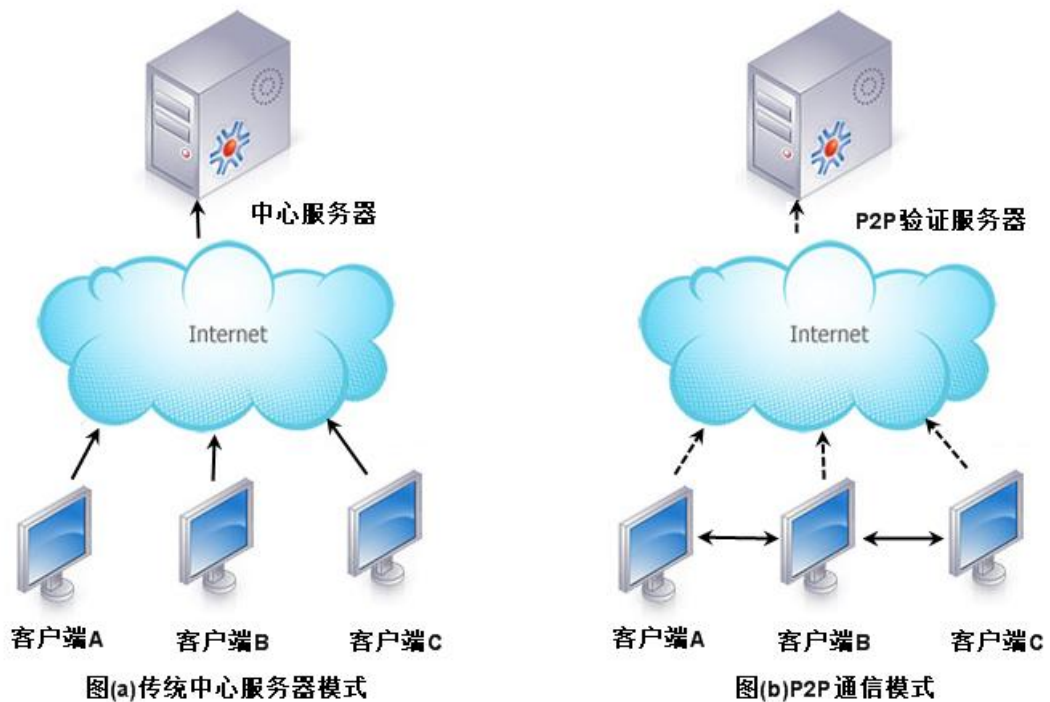 中心服务器
P2P验证服务器
Internet
Internet
客户端A
客户端B
客户端C
客户端A
客户端B
客户端C
图(a)传统中心服务器模式
图(b)P2P通信模式